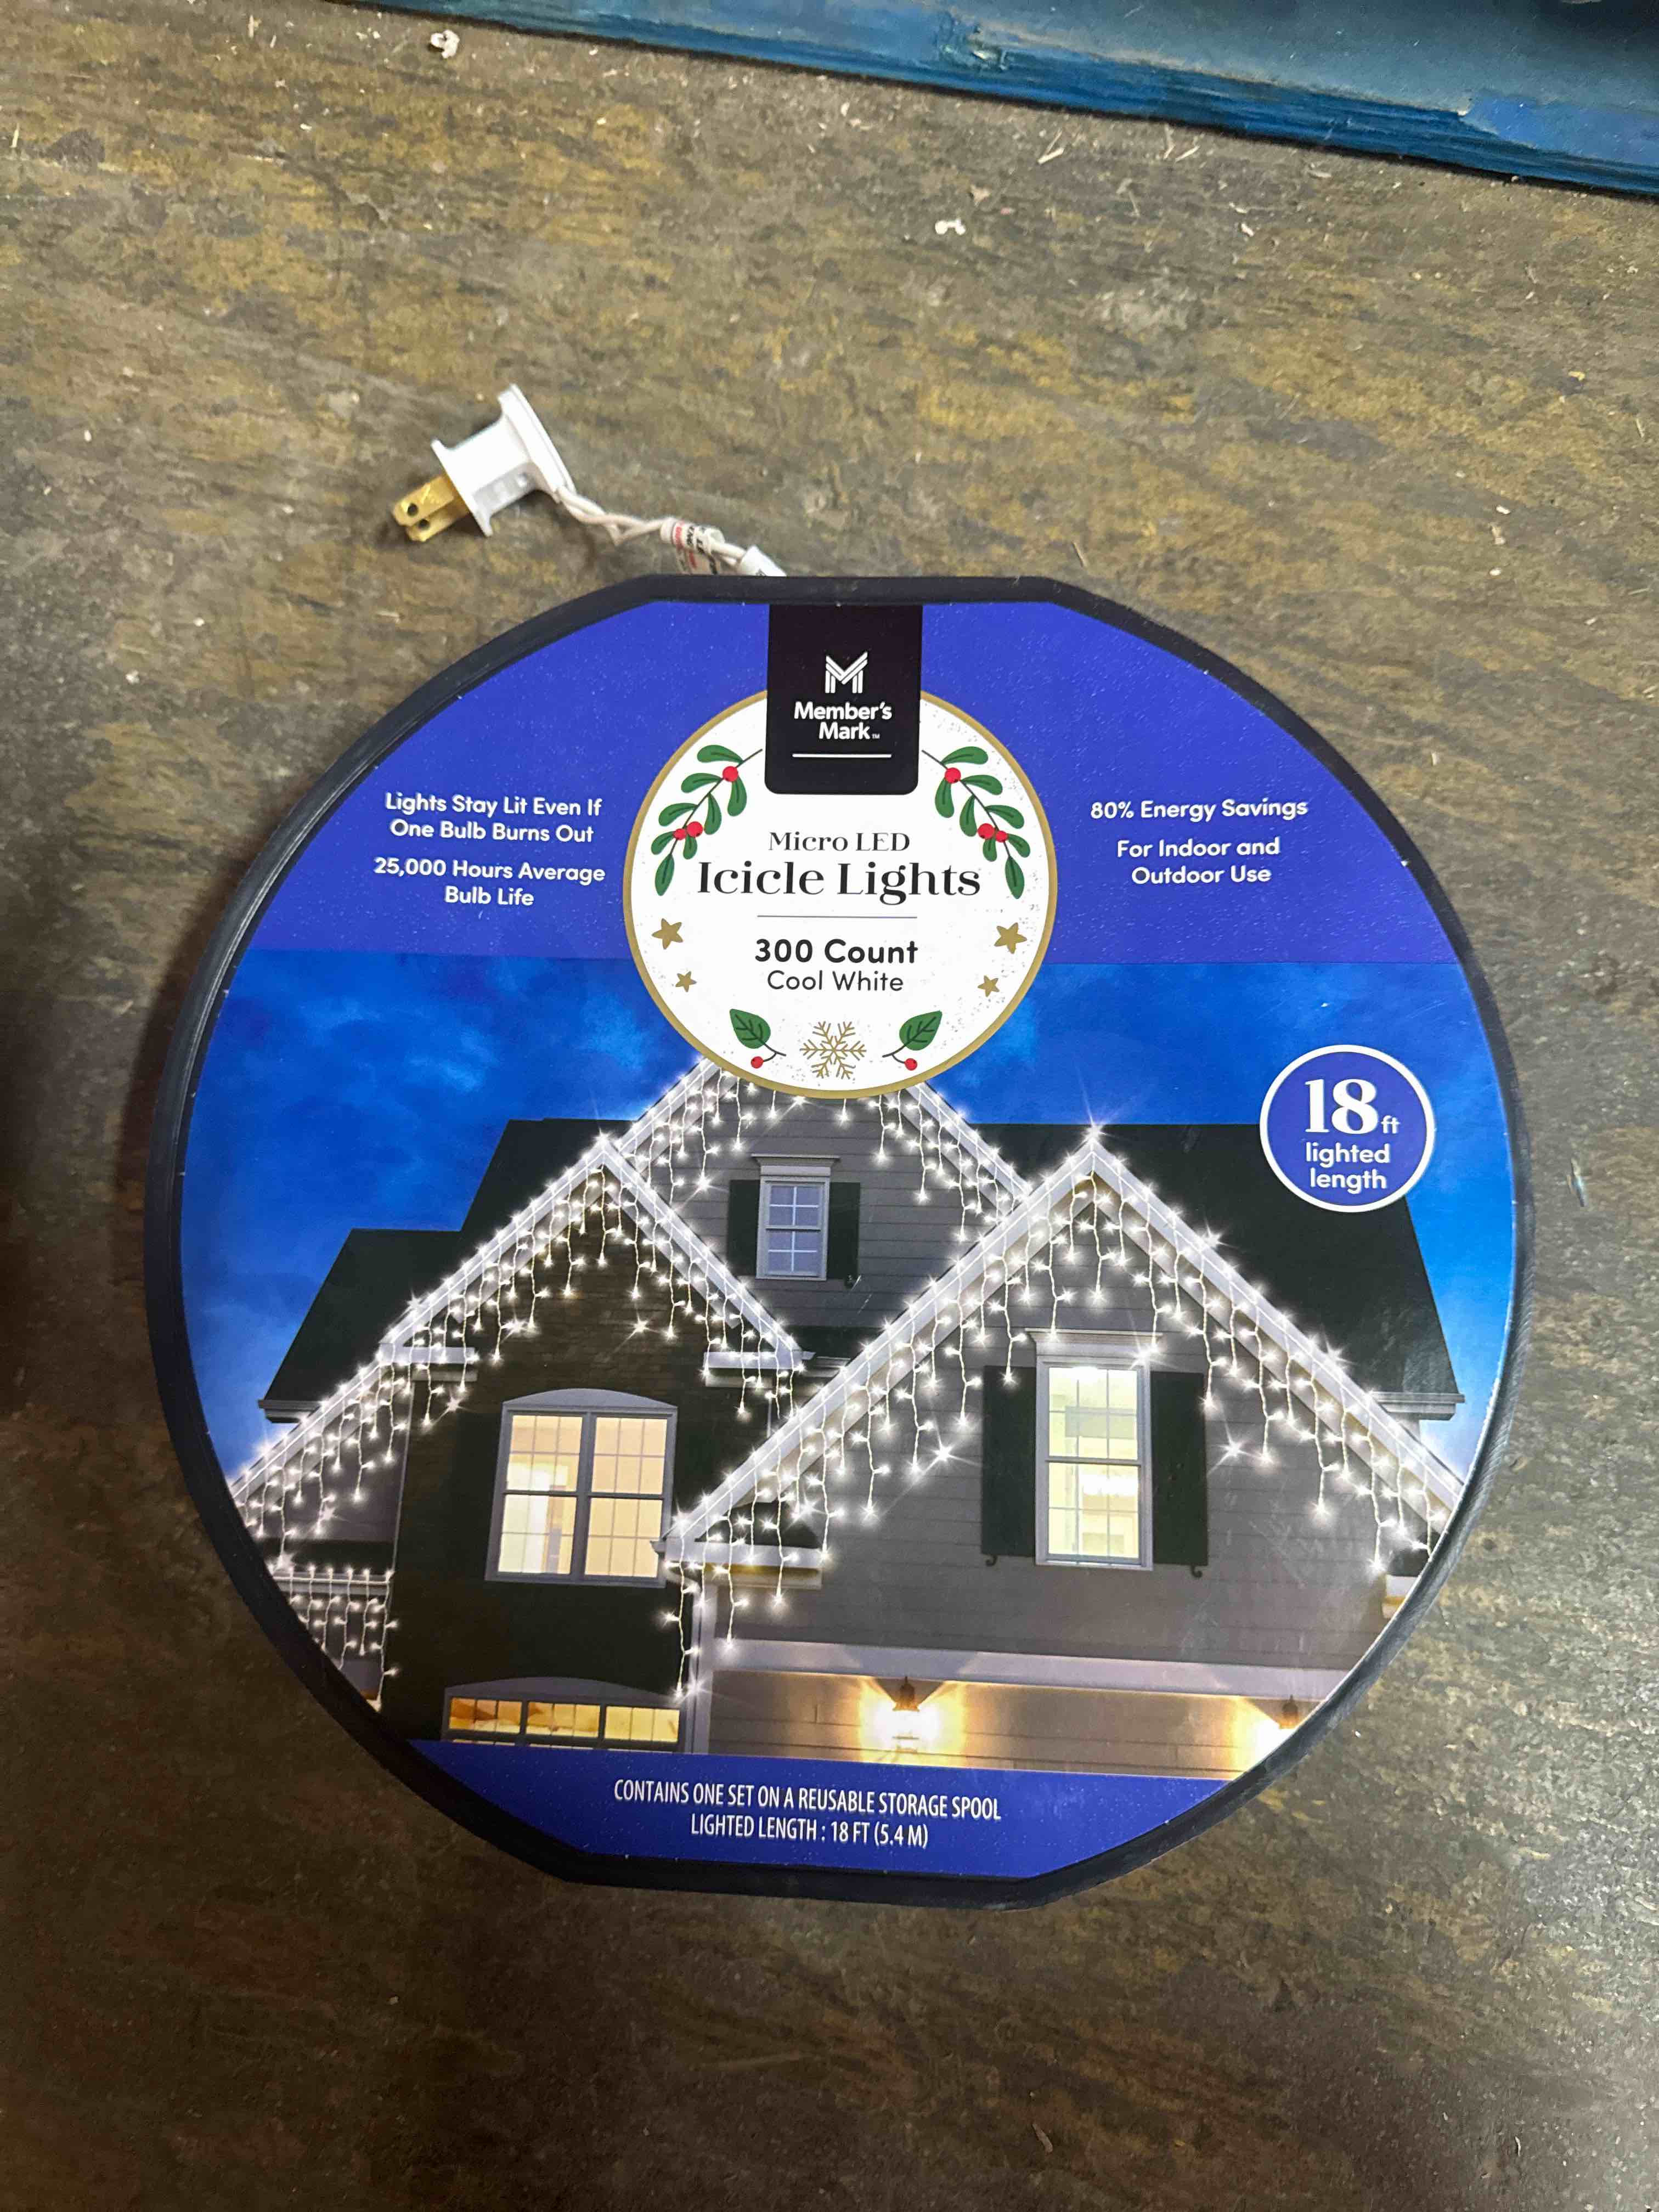 Member's
Mark™
Lights Stay Lit Even If
One Bulb Burns Out
25,000 Hours Average
Bulb Life
Micro LED
Icicle Lights
300 Count
Cool White
80% Energy Savings
For Indoor and
Outdoor Use
18ft
lighted
length
CONTAINS ONE SET ON A REUSABLE STORAGE SPOOL
LIGHTED LENGTH : 18 FT (5.4 M)